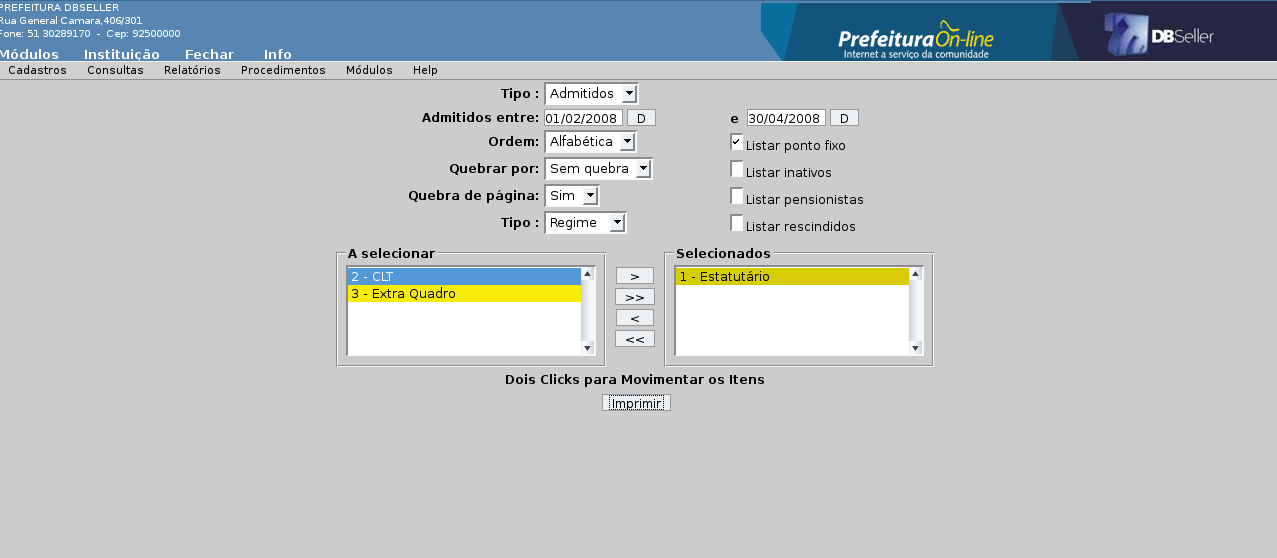 PREFEITURA DBSELLER
Rua General Camara,406/301
Fone: 51 30289170 - Cep: 92500000
Módulos Instituição Fechar Info
PrefeituraOn-line
Internet a serviço da comunidade
DBSeller
Cadastros Consultas Relatórios Procedimentos Módulos Help
Tipo : Admitidos
Admitidos entre: 01/02/2008 D e 30/04/2008 D
Ordem: Alfabética Listar ponto fixo
Quebrar por: Sem quebra Listar inativos
Quebra de página: Sim Listar pensionistas
Tipo : Regime Listar rescindidos
A selecionar Selecionados
2 - CLT > 1 - Estatutário
3 - Extra Quadro >>
<
<<
Dois Clicks para Movimentar os Itens
Imprimir